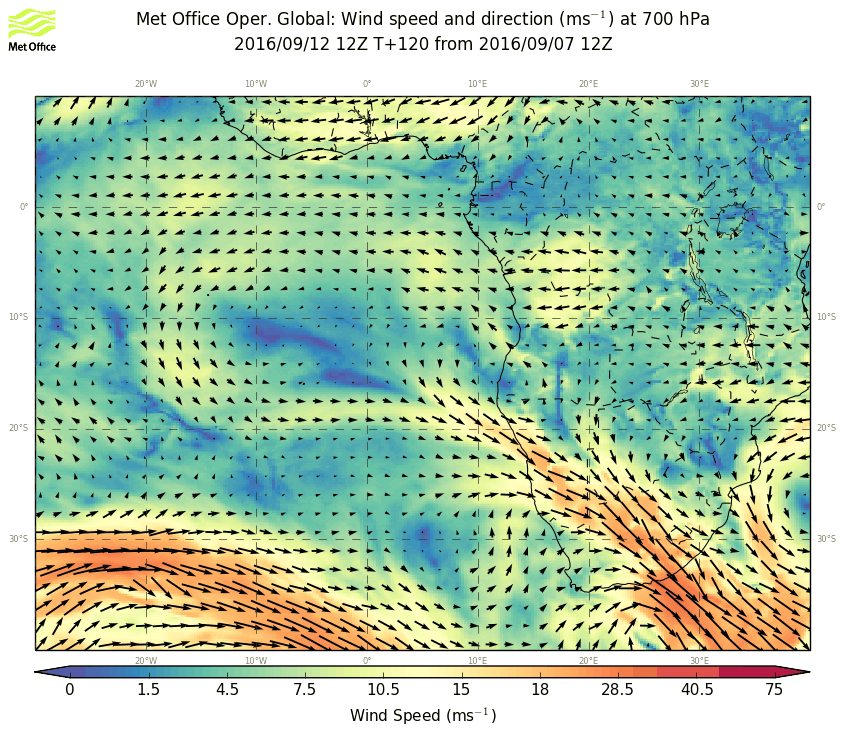 Met Office
Met Office Oper. Global: Wind speed and direction (ms⁻¹) at 700 hPa
2016/09/12 12Z T+120 from 2016/09/07 12Z
20°W 10°W 0° 10°E 20°E 30°E
0° 0°
10°S 10°S
20°S 20°S
30°S 30°S
20°W 10°W 0° 10°E 20°E 30°E
0 1.5 4.5 7.5 10.5 15 18 28.5 40.5 75
Wind Speed (ms⁻¹)